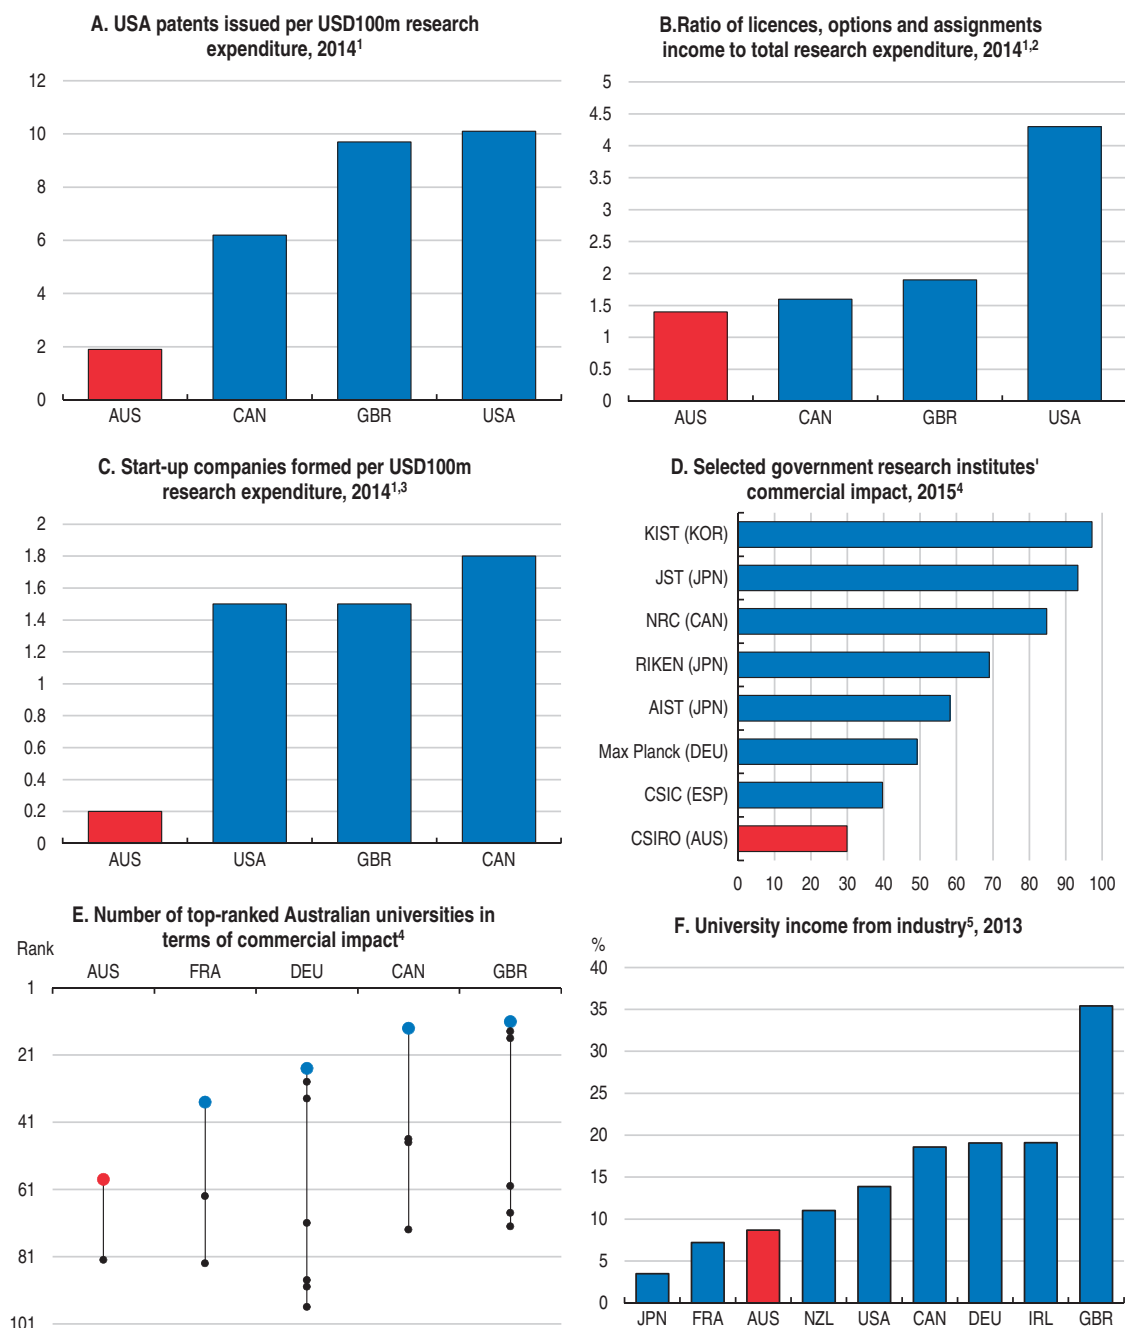 A. USA patents issued per USD100m research
expenditure, 2014¹
12
10
8
6
4
2
0
AUS CAN GBR USA
B.Ratio of licences, options and assignments
income to total research expenditure, 2014¹,²
5
4.5
4
3.5
3
2.5
2
1.5
1
0.5
0
AUS CAN GBR USA
C. Start-up companies formed per USD100m
research expenditure, 2014¹,³
2
1.8
1.6
1.4
1.2
1
0.8
0.6
0.4
0.2
0
AUS USA GBR CAN
D. Selected government research institutes'
commercial impact, 2015⁴
KIST (KOR)
JST (JPN)
NRC (CAN)
RIKEN (JPN)
AIST (JPN)
Max Planck (DEU)
CSIC (ESP)
CSIRO (AUS)
0 10 20 30 40 50 60 70 80 90 100
E. Number of top-ranked Australian universities in
terms of commercial impact⁴
Rank
AUS FRA DEU CAN GBR
1
21
41
61
81
101
F. University income from industry⁵, 2013
%
40
35
30
25
20
15
10
5
0
JPN FRA AUS NZL USA CAN DEU IRL GBR